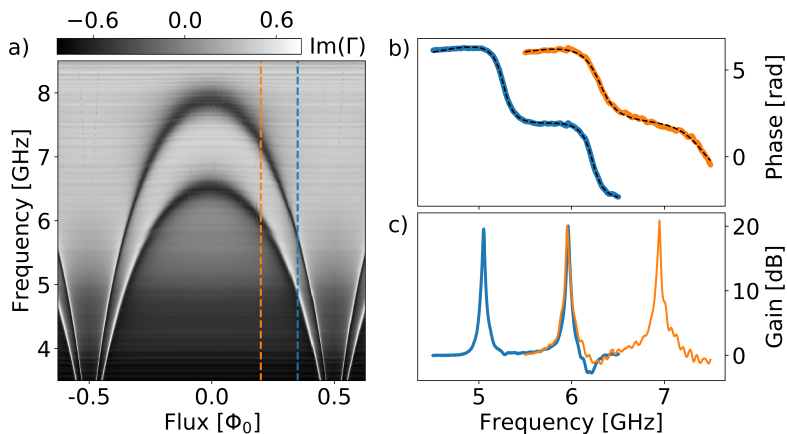 −0.6 0.0 0.6
Im(Γ)
a)
8
7
6
5
4
Frequency [GHz]
-0.5 0.0 0.5
Flux [Φ₀]
b)
6
0
Phase [rad]
c)
20
10
0
Gain [dB]
5 6 7
Frequency [GHz]